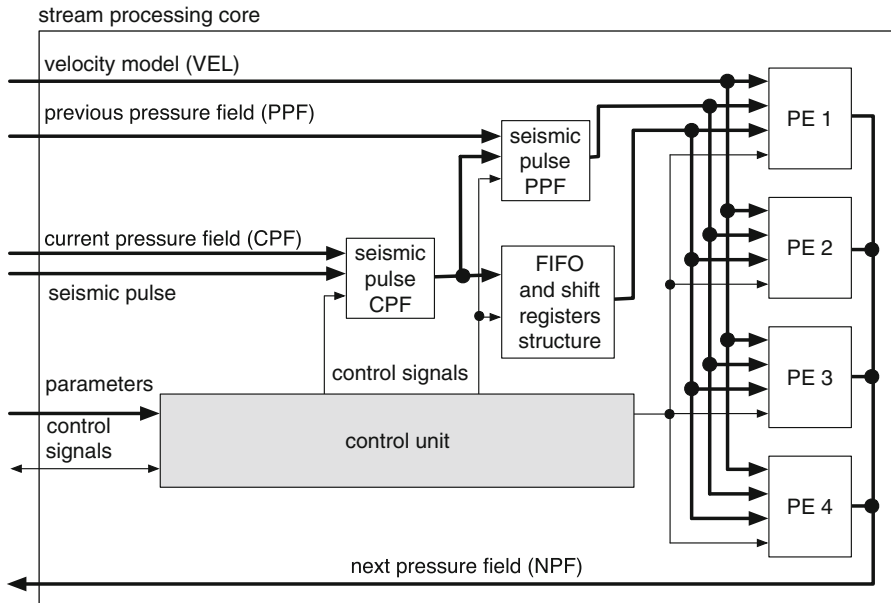 stream processing core
velocity model (VEL)
previous pressure field (PPF)
seismic
pulse
PPF
PE 1
current pressure field (CPF)
seismic pulse
seismic
pulse
CPF
FIFO
and shift
registers
structure
PE 2
PE 3
parameters
control
signals
control signals
control unit
PE 4
next pressure field (NPF)